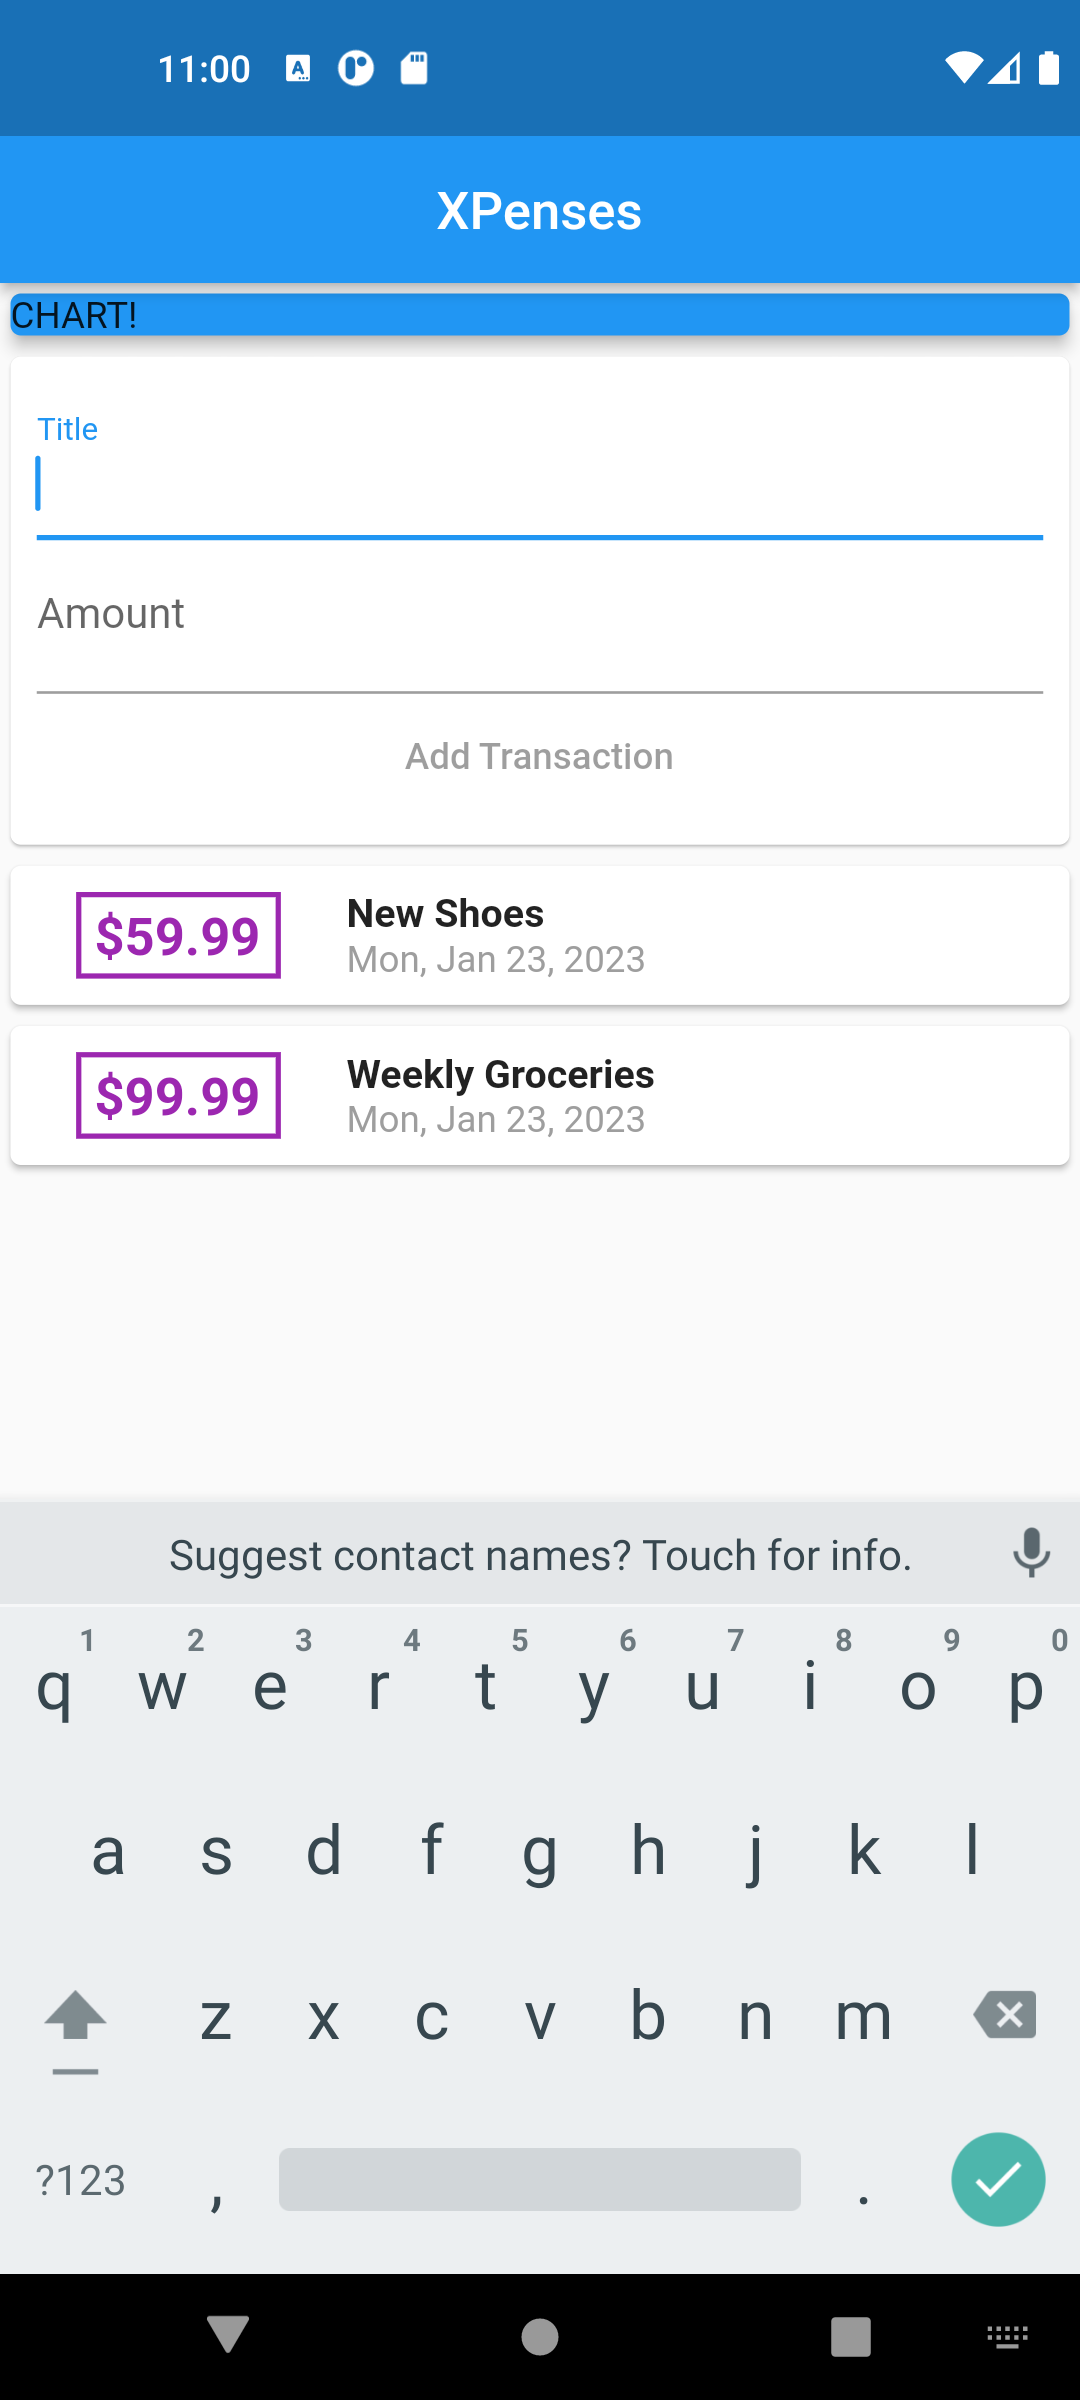 11:00
XPenses
CHART!
Title
Amount
Add Transaction
$59.99
New Shoes
Mon, Jan 23, 2023
$99.99
Weekly Groceries
Mon, Jan 23, 2023
Suggest contact names? Touch for info.
1 2 3 4 5 6 7 8 9 0
q w e r t y u i o p
a s d f g h j k l
z x c v b n m
?123 , .